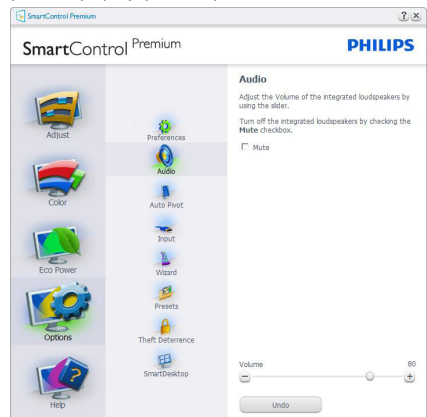 SmartControl Premium
SmartControl Premium
PHILIPS
Adjust
Color
Eco Power
Options
Help
Preferences
Audio
Auto Pivot
Input
Wizard
Presets
Theft Deterrence
SmartDesktop
Audio
Adjust the Volume of the integrated loudspeakers by
using the slider.
Turn off the integrated loudspeakers by checking the
Mute checkbox.
Mute
Volume 80
Undo